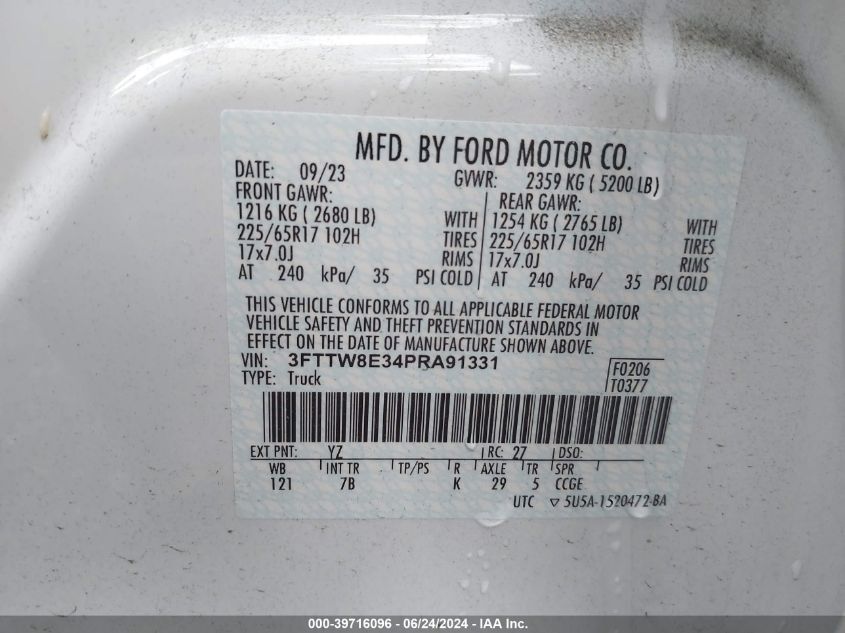 MFD. BY FORD MOTOR CO.
DATE: 09/23 GVWR: 2359 KG ( 5200 LB)
FRONT GAWR: REAR GAWR:
1216 KG ( 2680 LB) WITH 1254 KG ( 2765 LB) WITH
225/65R17 102H TIRES 225/65R17 102H TIRES
17x7.0J RIMS 17x7.0J RIMS
AT 240 kPa/ 35 PSI COLD AT 240 kPa/ 35 PSI COLD
THIS VEHICLE CONFORMS TO ALL APPLICABLE FEDERAL MOTOR
VEHICLE SAFETY AND THEFT PREVENTION STANDARDS IN
EFFECT ON THE DATE OF MANUFACTURE SHOWN ABOVE.
VIN: 3FTTW8E34PRA91331 F0206
TYPE: Truck T0377
EXT PNT: YZ RC: 27 DSO:
WB INT TR TP/PS R AXLE TR SPR
121 7B K 29 5 CCGE
UTC ▽ 5U5A-1520472-BA
000-39716096 - 06/24/2024 - IAA Inc.